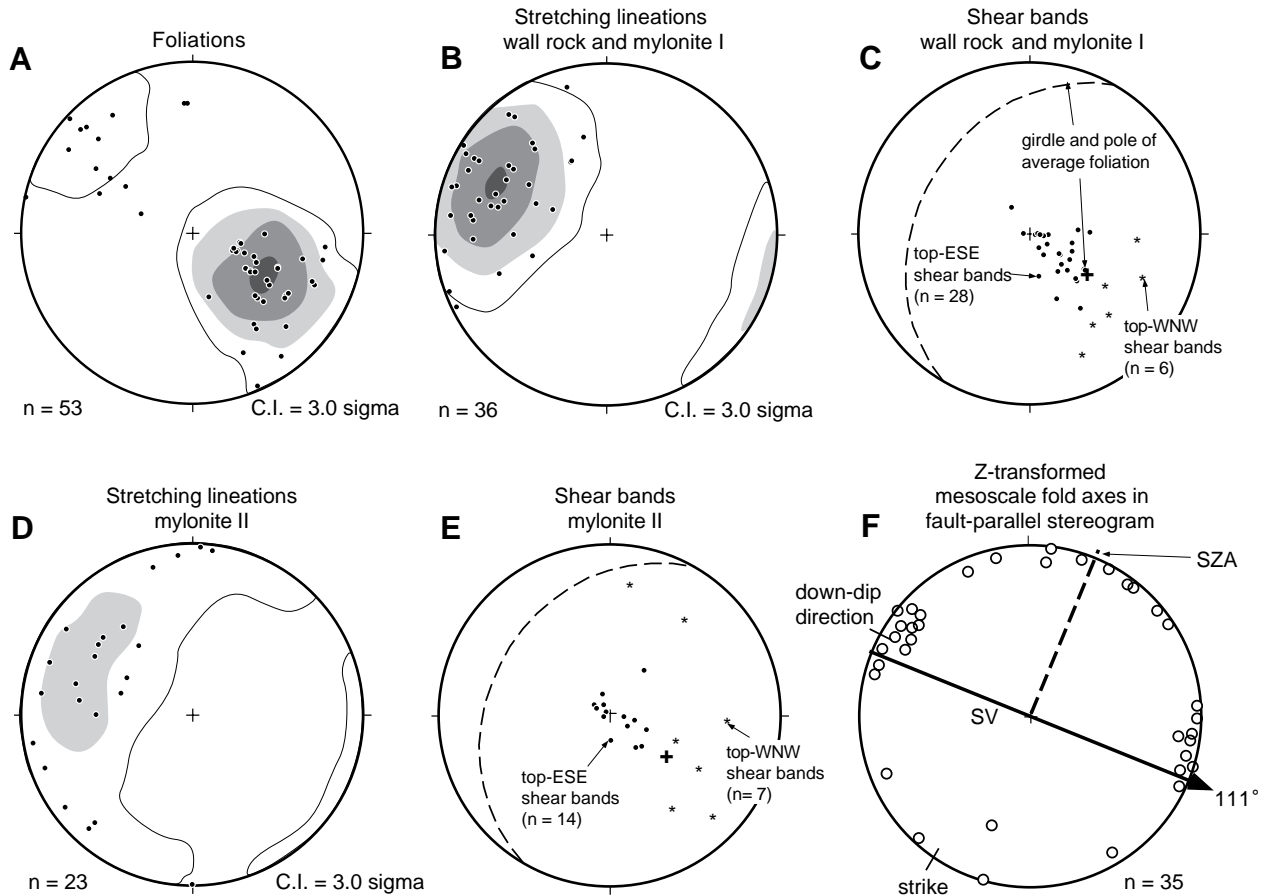 A
Foliations
n = 53
C.I. = 3.0 sigma
B
Stretching lineations
wall rock and mylonite I
n = 36
C.I. = 3.0 sigma
C
Shear bands
wall rock and mylonite I
girdle and pole of
average foliation
top-ESE
shear bands
(n = 28)
top-WNW
shear bands
(n = 6)
D
Stretching lineations
mylonite II
n = 23
C.I. = 3.0 sigma
E
Shear bands
mylonite II
top-ESE
shear bands
(n = 14)
top-WNW
shear bands
(n= 7)
F
Z-transformed
mesoscale fold axes in
fault-parallel stereogram
SZA
down-dip
direction
SV
111°
strike
n = 35